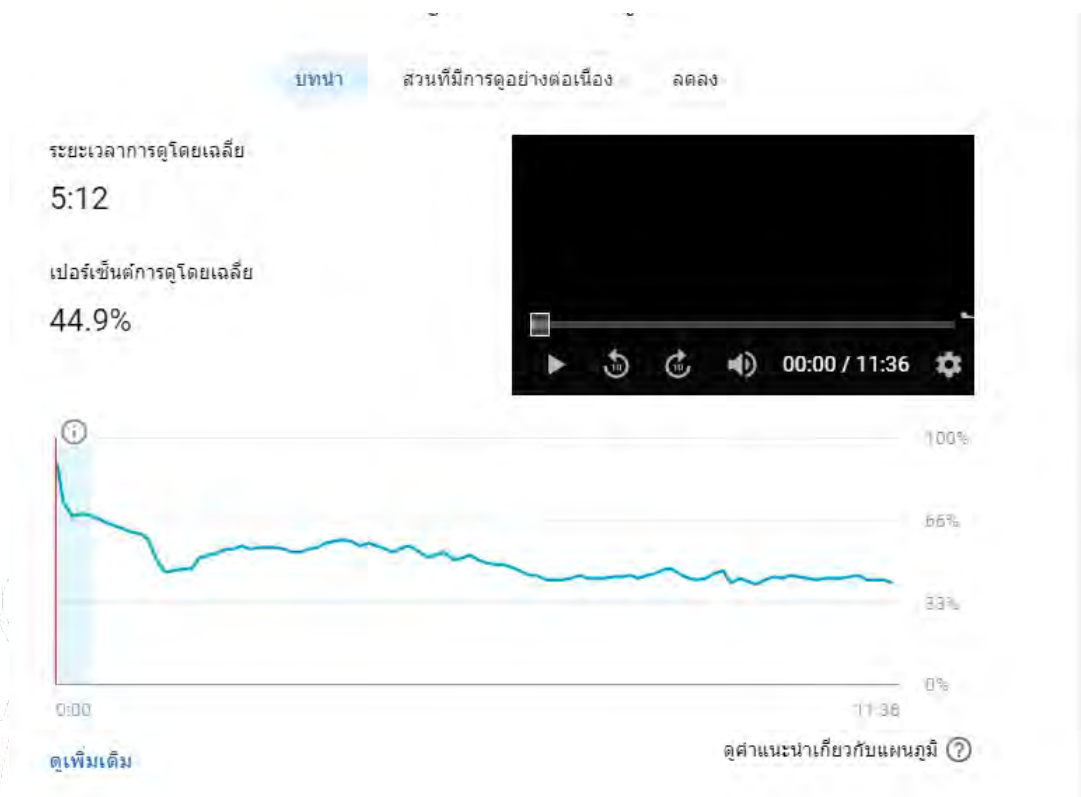 บทนำ ส่วนที่มีการดูอย่างต่อเนื่อง ลดลง
ระยะเวลาการดูโดยเฉลี่ย
5:12
เปอร์เซ็นต์การดูโดยเฉลี่ย
44.9%
10 10 00:00 / 11:36
100%
66%
33%
0%
0:00 11:36
ดูเพิ่มเติม ดูคำแนะนำเกี่ยวกับแผนภูมิ ?